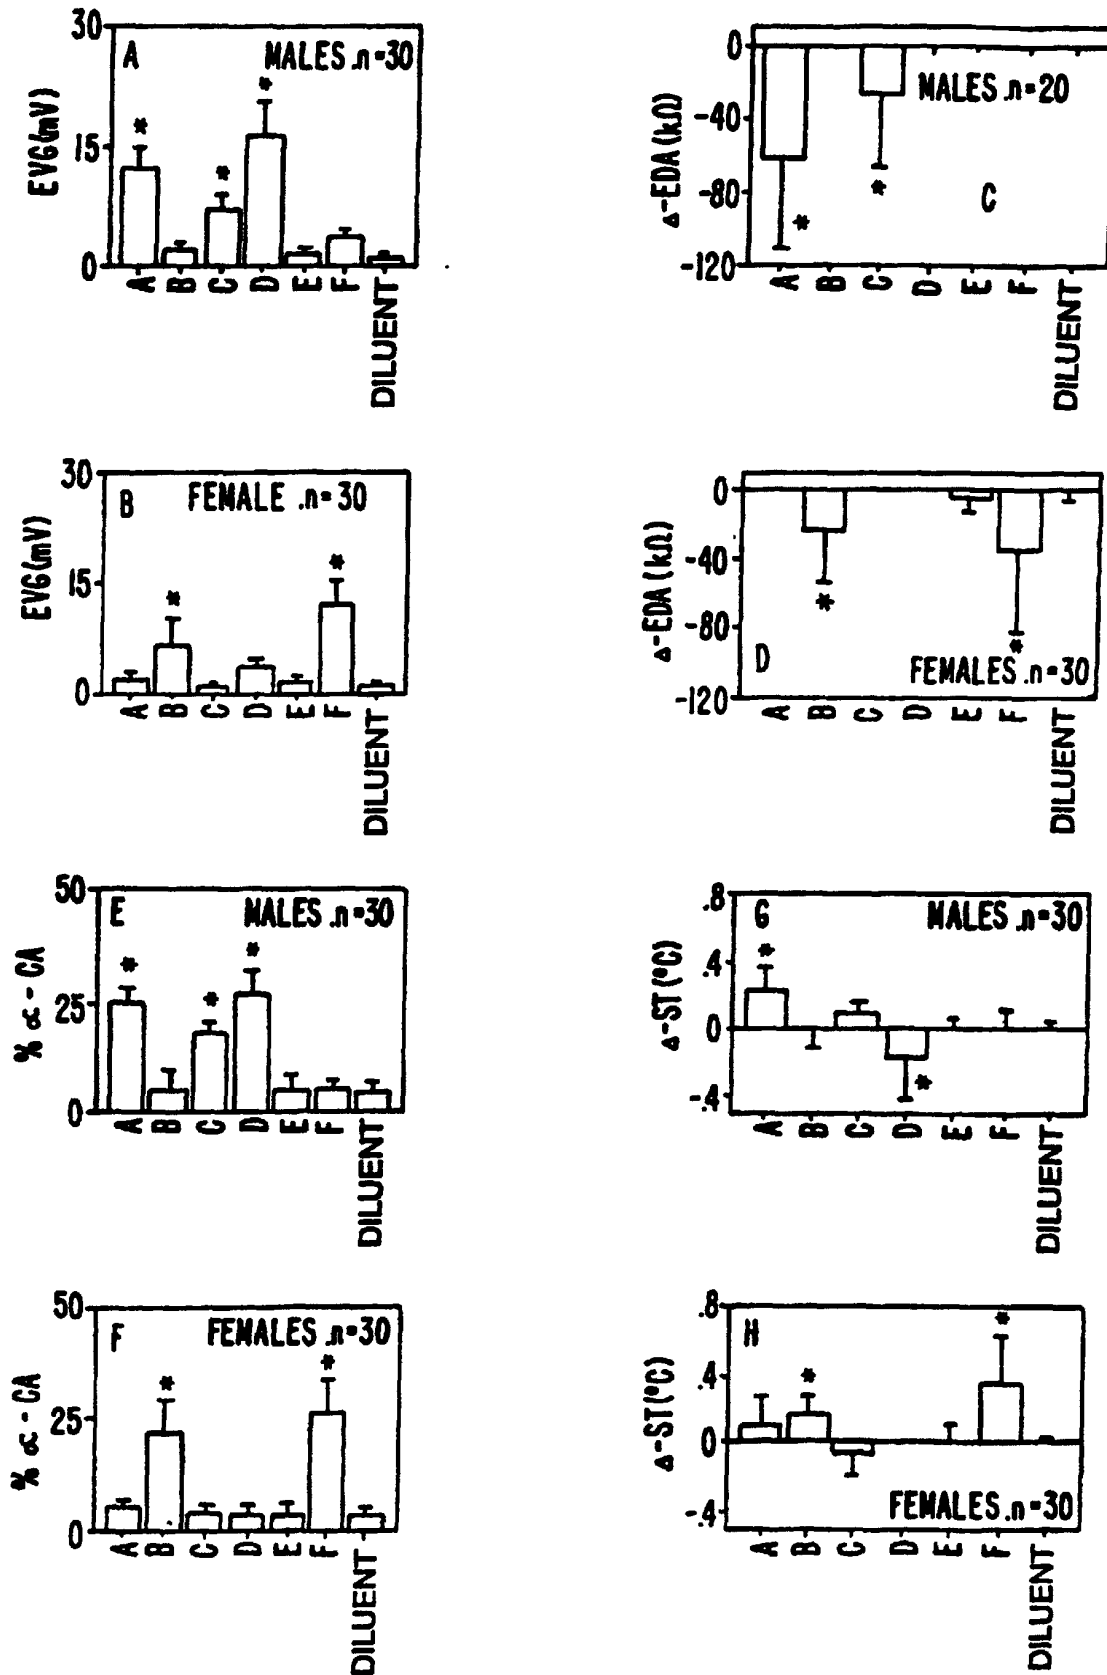 30
A MALES .n=30
* * *
EVG(mV)
15
0
A B C D E F DILUENT
0
MALES .n=20
-40
Δ-EDA (kΩ)
-80
* *
C
-120
A B C D E F DILUENT
30
B FEMALE .n=30
* *
EVG(mV)
15
0
A B C D E F DILUENT
0
-40
Δ-EDA (kΩ)
* *
-80
D
FEMALES .n=30
-120
A B C D E F DILUENT
50
E MALES .n=30
* * *
% ∝ - CA
25
0
A B C D E F DILUENT
.8
G MALES .n=30
* *
.4
Δ-ST(°C)
0
-.4
A B C D E F DILUENT
50
F FEMALES .n=30
* *
% ∝ - CA
25
0
A B C D E F DILUENT
.8
H
* *
.4
Δ-ST(°C)
0
FEMALES .n=30
-.4
A B C D E F DILUENT